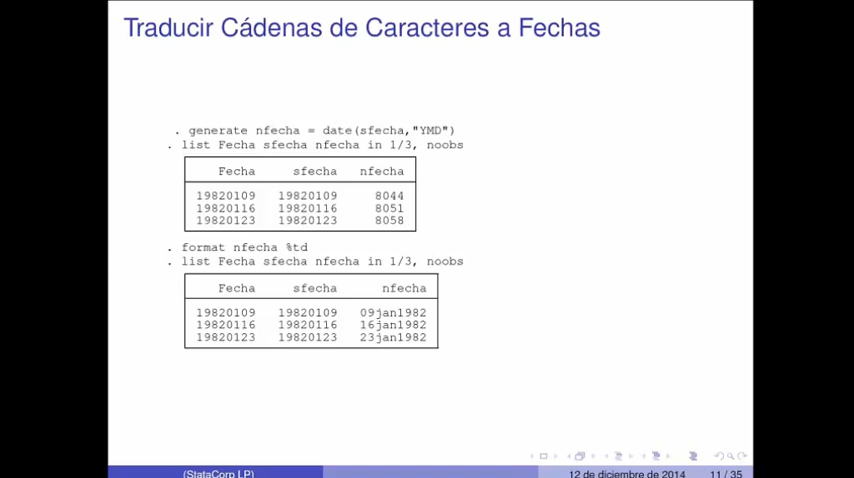 Traducir Cádenas de Caracteres a Fechas
. generate nfecha = date(sfecha,"YMD")
. list Fecha sfecha nfecha in 1/3, noobs
Fecha sfecha nfecha
19820109 19820109 8044
19820116 19820116 8051
19820123 19820123 8058
. format nfecha %td
. list Fecha sfecha nfecha in 1/3, noobs
Fecha sfecha nfecha
19820109 19820109 09jan1982
19820116 19820116 16jan1982
19820123 19820123 23jan1982
(StataCorp LP) 12 de diciembre de 2014 11 / 35